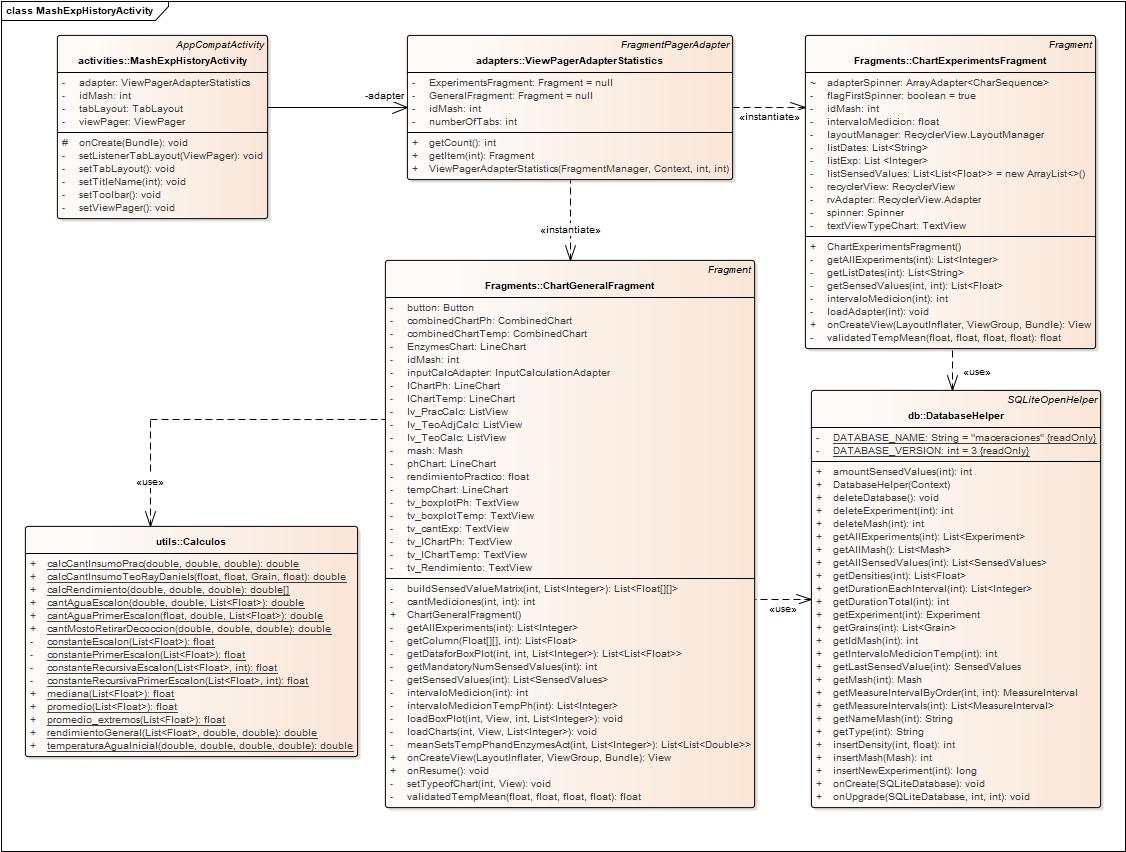 class MashExpHistoryActivity
AppCompatActivity
activities::MashExpHistoryActivity
- adapter: ViewPagerAdapterStatistics
- idMash: int
- tabLayout: TabLayout
- viewPager: ViewPager
# onCreate(Bundle): void
- setListenerTabLayout(ViewPager): void
- setTabLayout(): void
- setTitleName(int): void
- setToolbar(): void
- setViewPager(): void
-adapter
FragmentPagerAdapter
adapters::ViewPagerAdapterStatistics
- ExperimentsFragment: Fragment = null
- GeneralFragment: Fragment = null
- idMash: int
- numberOfTabs: int
+ getCount(): int
+ getItem(int): Fragment
+ ViewPagerAdapterStatistics(FragmentManager, Context, int, int)
«instantiate»
Fragment
Fragments::ChartExperimentsFragment
~ adapterSpinner: ArrayAdapter<CharSequence>
- flagFirstSpinner: boolean = true
- idMash: int
- intervaloMedicion: float
- layoutManager: RecyclerView.LayoutManager
- listDates: List<String>
- listExp: List <Integer>
- listSensedValues: List<List<Float>> = new ArrayList<>()
- recyclerView: RecyclerView
- rvAdapter: RecyclerView.Adapter
- spinner: Spinner
- textViewTypeChart: TextView
+ ChartExperimentsFragment()
- getAllExperiments(int): List<Integer>
- getListDates(int): List<String>
- getSensedValues(int, int): List<Float>
- intervaloMedicion(int): int
- loadAdapter(int): void
+ onCreateView(LayoutInflater, ViewGroup, Bundle): View
- validatedTempMean(float, float, float, float): float
«instantiate»
Fragment
Fragments::ChartGeneralFragment
- button: Button
- combinedChartPh: CombinedChart
- combinedChartTemp: CombinedChart
- EnzymesChart: LineChart
- idMash: int
- inputCalcAdapter: InputCalculationAdapter
- lChartPh: LineChart
- lChartTemp: LineChart
- lv_PracCalc: ListView
- lv_TeoAdjCalc: ListView
- lv_TeoCalc: ListView
- mash: Mash
- phChart: LineChart
- rendimientoPractico: float
- tempChart: LineChart
- tv_boxplotPh: TextView
- tv_boxplotTemp: TextView
- tv_cantExp: TextView
- tv_lChartPh: TextView
- tv_lChartTemp: TextView
- tv_Rendimiento: TextView
- buildSensedValueMatrix(int, List<Integer>): List<Float[][]>
- cantMediciones(int, int): int
+ ChartGeneralFragment()
- getAllExperiments(int): List<Integer>
- getColumn(Float[][], int): List<Float>
- getDataforBoxPlot(int, int, List<Integer>): List<List<Float>>
- getMandatoryNumSensedValues(int): int
- getSensedValues(int): List<SensedValues>
- intervaloMedicion(int): int
- intervaloMedicionTempPh(int): List<Integer>
- loadBoxPlot(int, View, int, List<Integer>): void
- loadCharts(int, View, List<Integer>): void
- meanSetsTempPhandEnzymesAct(int, List<Integer>): List<List<Double>>
+ onCreateView(LayoutInflater, ViewGroup, Bundle): View
+ onResume(): void
- setTypeofChart(int, View): void
- validatedTempMean(float, float, float, float): float
«use»
utils::Calculos
+ calcCantInsumoPrac(double, double, double): double
+ calcCantInsumoTeoRayDaniels(float, float, Grain, float): double
+ calcRendimiento(double, double, double): double[]
+ cantAguaEscalon(double, double, List<Float>): double
+ cantAguaPrimerEscalon(float, double, List<Float>): double
+ cantMostoRetirarDecoccion(double, double, double): double
- constanteEscalon(List<Float>): float
- constantePrimerEscalon(List<Float>): float
- constanteRecursivaEscalon(List<Float>, int): float
- constanteRecursivaPrimerEscalon(List<Float>, int): float
+ mediana(List<Float>): float
+ promedio(List<Float>): float
+ promedio_extremos(List<Float>): float
+ rendimientoGeneral(List<Float>, double, double): double
+ temperaturaAguaInicial(double, double, double, double): double
«use»
«use»
SQLiteOpenHelper
db::DatabaseHelper
- DATABASE_NAME: String = "maceraciones" {readOnly}
- DATABASE_VERSION: int = 3 {readOnly}
+ amountSensedValues(int): int
+ DatabaseHelper(Context)
+ deleteDatabase(): void
+ deleteExperiment(int): int
+ deleteMash(int): int
+ getAllExperiments(int): List<Experiment>
+ getAllMash(): List<Mash>
+ getAllSensedValues(int): List<SensedValues>
+ getDensities(int): List<Float>
+ getDurationEachInterval(int): List<Integer>
+ getDurationTotal(int): int
+ getExperiment(int): Experiment
+ getGrains(int): List<Grain>
+ getIdMash(int): int
+ getIntervaloMedicionTemp(int): int
+ getLastSensedValue(int): SensedValues
+ getMash(int): Mash
+ getMeasureIntervalByOrder(int, int): MeasureInterval
+ getMeasureIntervals(int): List<MeasureInterval>
+ getNameMash(int): String
+ getType(int): String
+ insertDensity(int, float): int
+ insertMash(Mash): int
+ insertNewExperiment(int): long
+ onCreate(SQLiteDatabase): void
+ onUpgrade(SQLiteDatabase, int, int): void